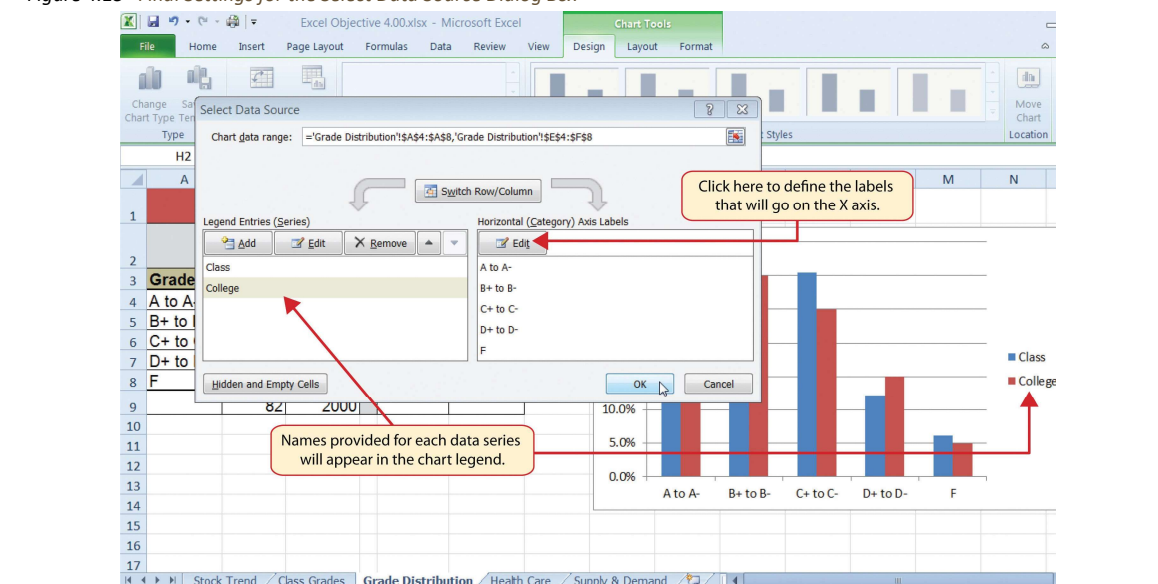 Excel Objective 4.00.xlsx - Microsoft Excel
Chart Tools
File Home Insert Page Layout Formulas Data Review View Design Layout Format
Change
Chart Type
Type
Select Data Source
Styles
Move
Chart
Location
Chart data range: ='Grade Distribution'!$A$4:$A$8,'Grade Distribution'!$E$4:$F$8
H2
Switch Row/Column
Click here to define the labels
that will go on the X axis.
A M N
Legend Entries (Series) Horizontal (Category) Axis Labels
Add Edit Remove Edit
Class
College
A to A-
B+ to B-
C+ to C-
D+ to D-
F
1
2
3 Grade
4 A to A-
5 B+ to
6 C+ to
7 D+ to
8 F
Hidden and Empty Cells OK Cancel
9 82 2000
10
11
12
13
14
15
16
17
Names provided for each data series
will appear in the chart legend.
Class
College
10.0%
5.0%
0.0%
A to A- B+ to B- C+ to C- D+ to D- F
Stock Trend Class Grades Grade Distribution Health Care Supply & Demand